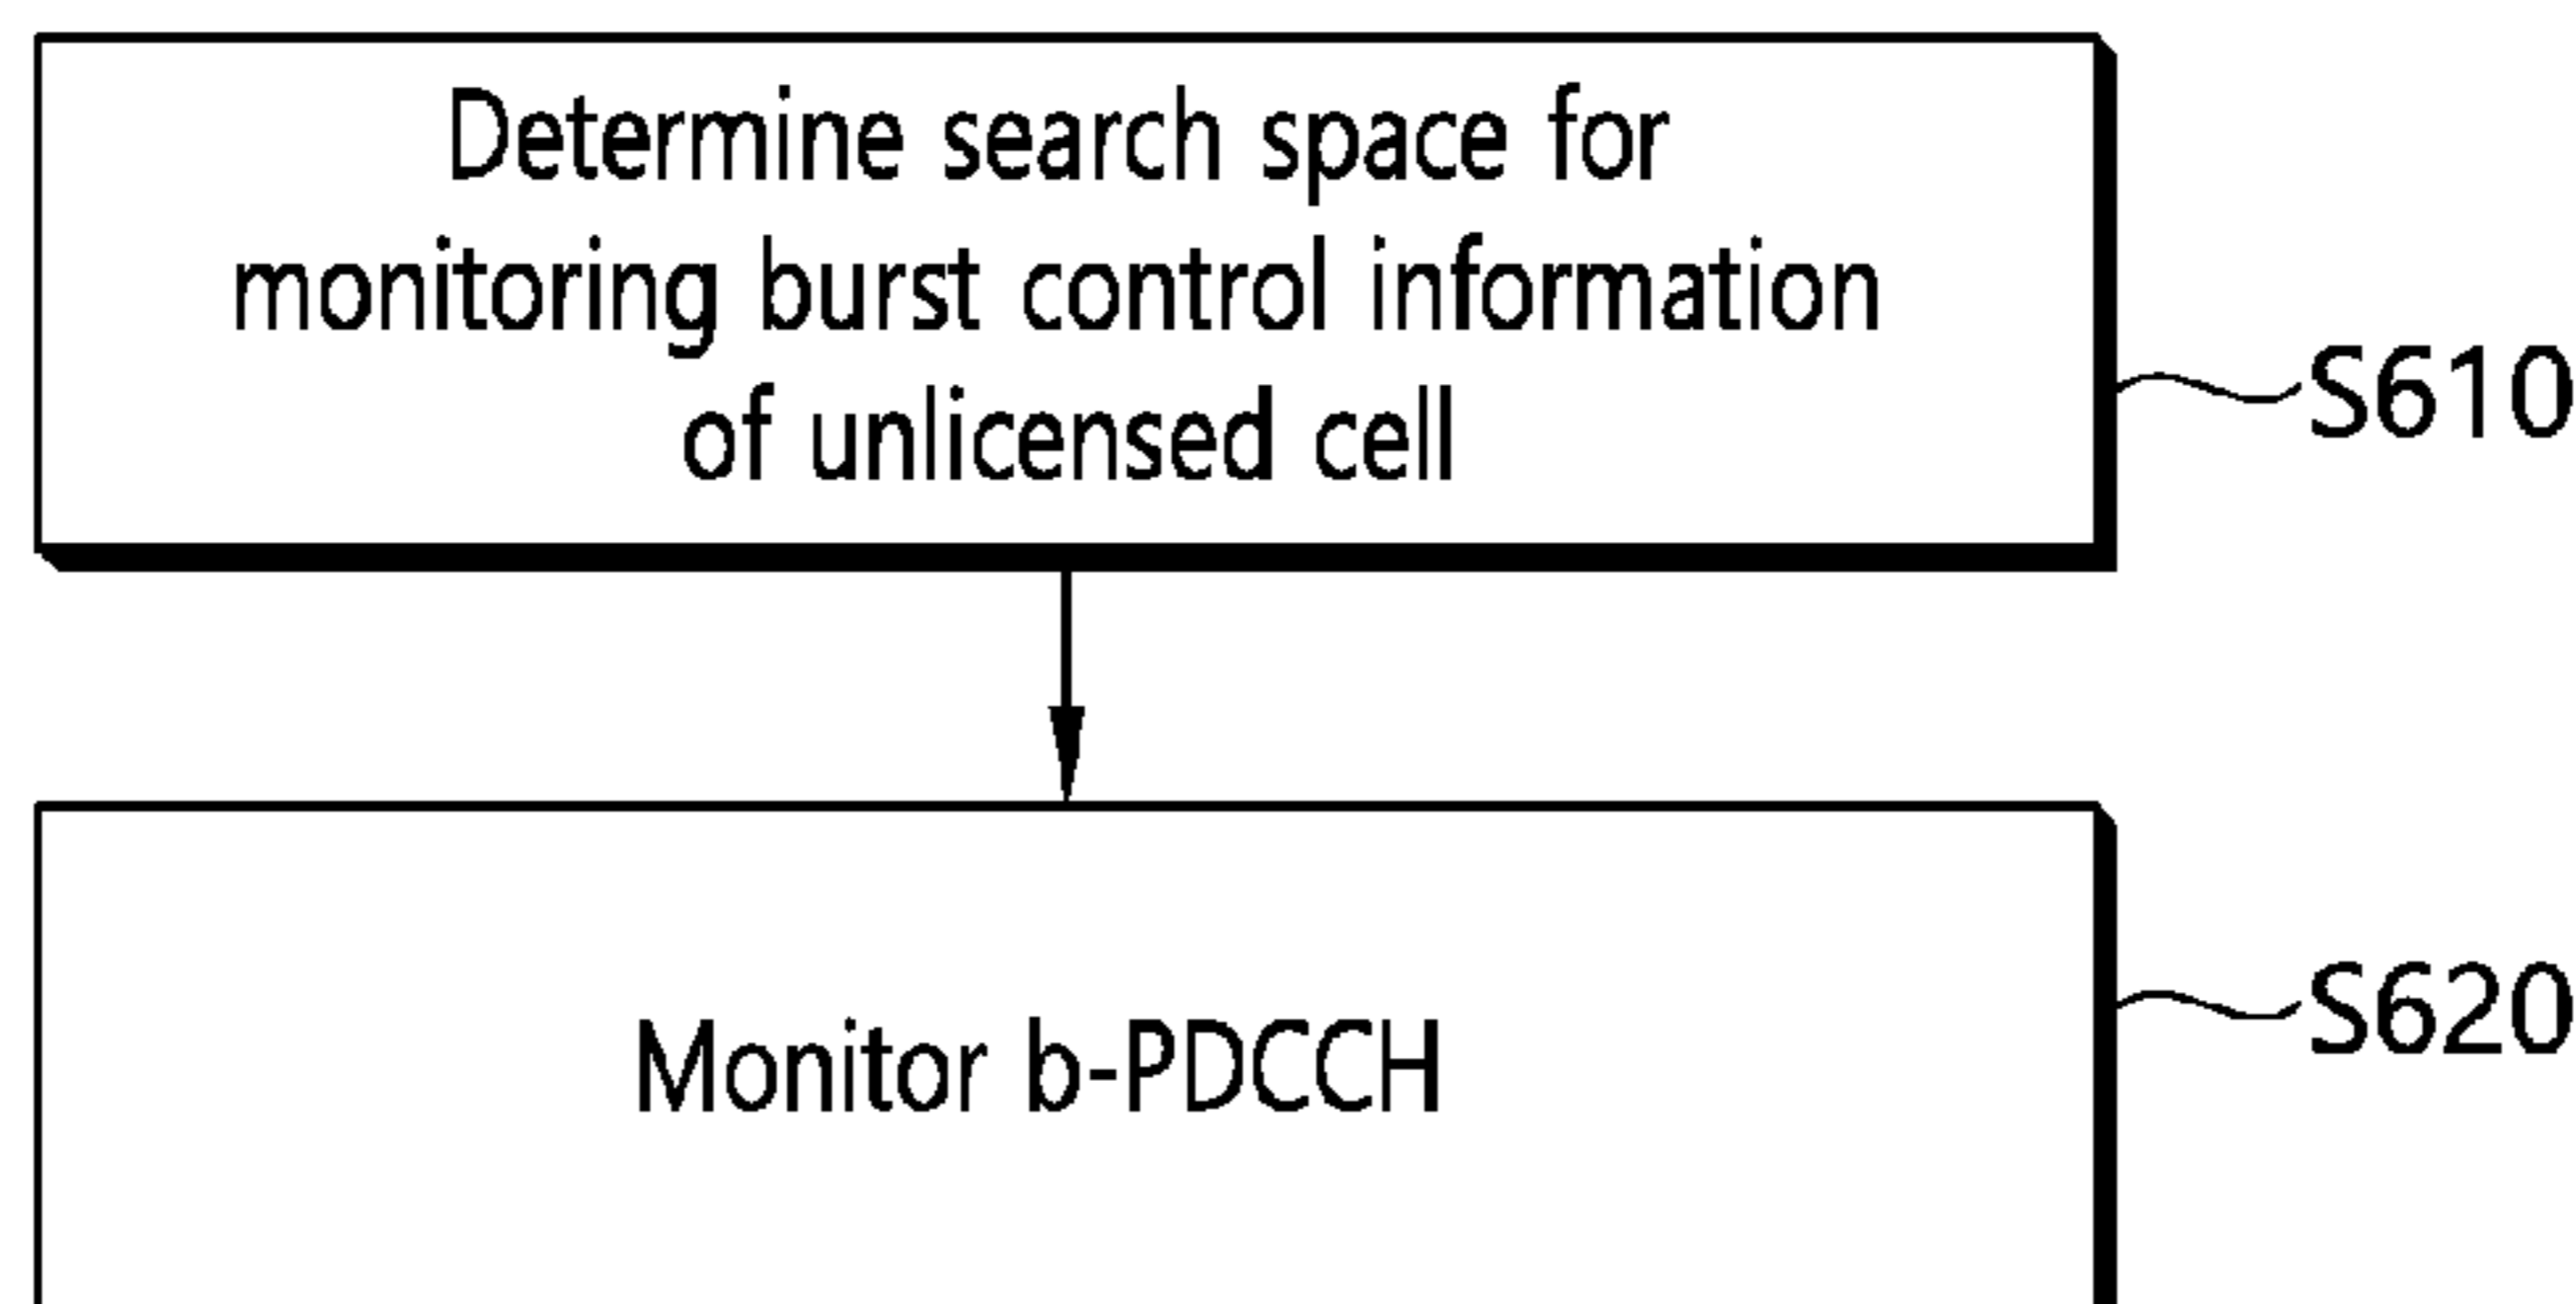 Determine search space for
monitoring burst control information
of unlicensed cell
S610
Monitor b-PDCCH
S620